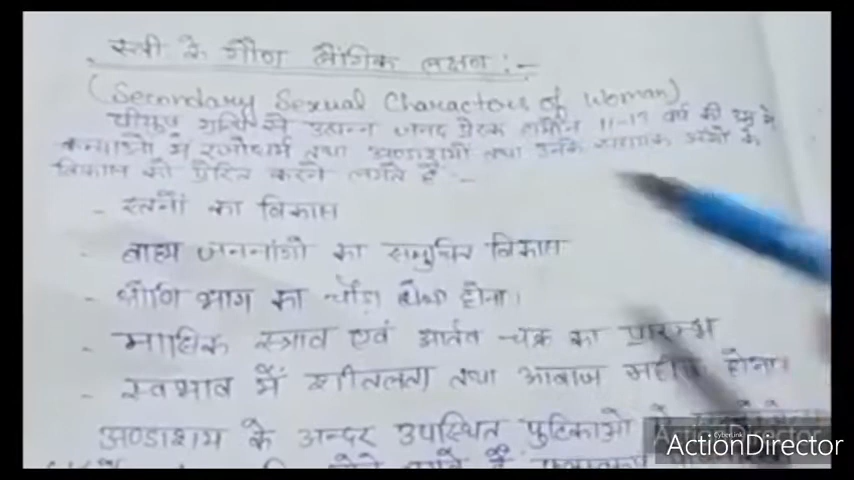 स्त्री के गौण लैंगिक लक्षण :-
(Secondary Sexual Characters of Woman)
पीयूष ग्रन्थि से उत्पन्न जनद प्रेरक हार्मोन 11-13 वर्ष की उम्र में
कन्याओं में रजोधर्म तथा अण्डाशयों तथा उनके सहायक अंगों के
विकास को प्रेरित करने लगते हैं :-
- स्तनों का विकास
- बाह्य जननांगो का समुचित विकास
- श्रोणि भाग का चौड़ा होना।
- माधिक स्त्राव एवं आर्तव चक्र का प्रारम्भ
- स्वभाव में शीतलता तथा आवाज महीन होना।
अण्डाशय के अन्दर उपस्थित पुटिकाओ
CyberLink
ActionDirector